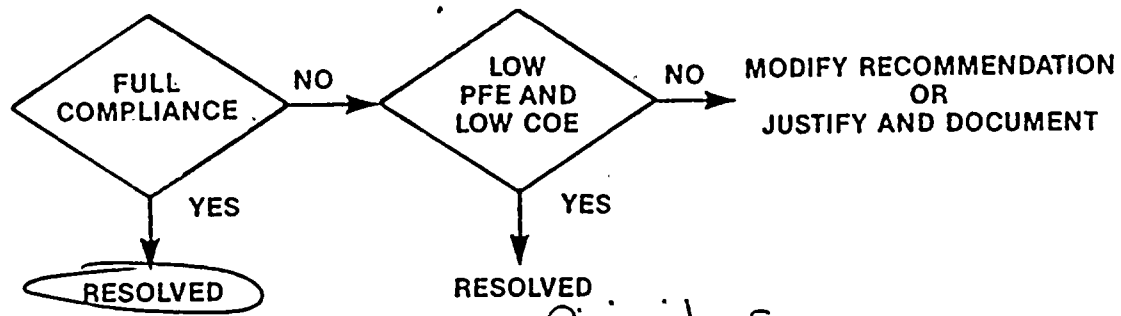 FULL
COMPLIANCE
NO
LOW
PFE AND
LOW COE
NO
MODIFY RECOMMENDATION
OR
JUSTIFY AND DOCUMENT
YES
YES
RESOLVED
RESOLVED